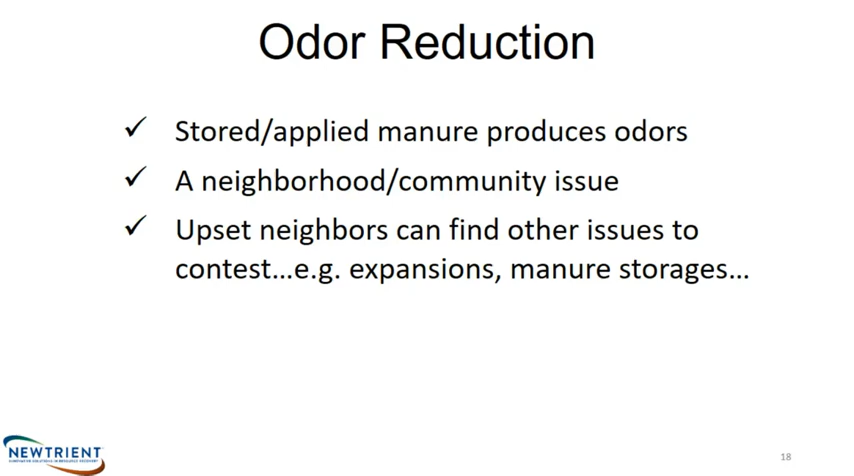 Odor Reduction
✓ Stored/applied manure produces odors
✓ A neighborhood/community issue
✓ Upset neighbors can find other issues to
contest...e.g. expansions, manure storages...
NEWTRIENT
18